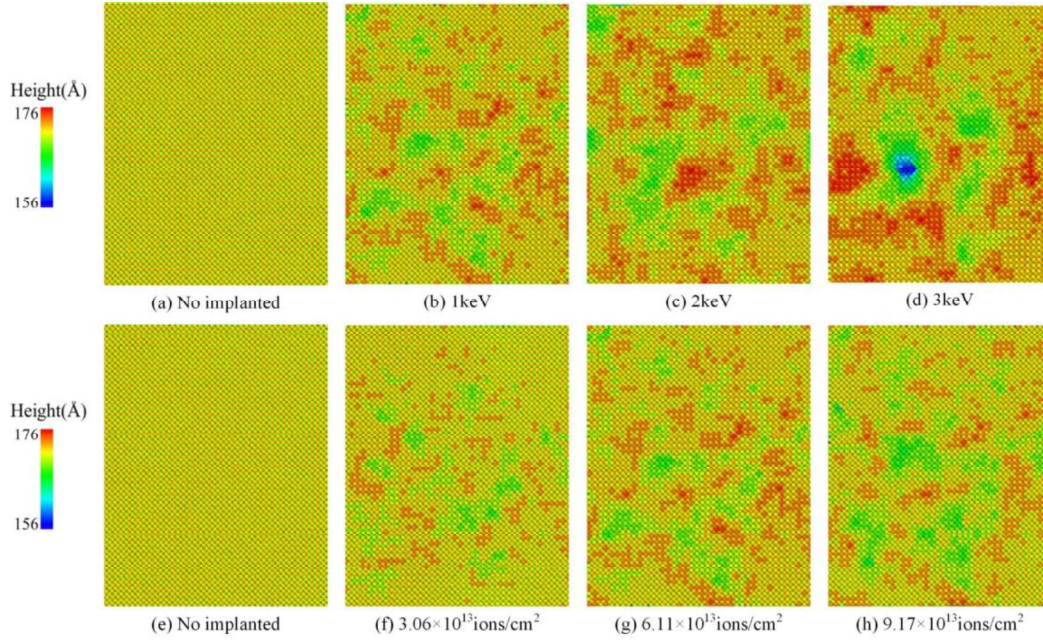 Height(Å)
176
156
(a) No implanted
(b) 1keV
(c) 2keV
(d) 3keV
Height(Å)
176
156
(e) No implanted
(f) 3.06×10¹³ions/cm²
(g) 6.11×10¹³ions/cm²
(h) 9.17×10¹³ions/cm²